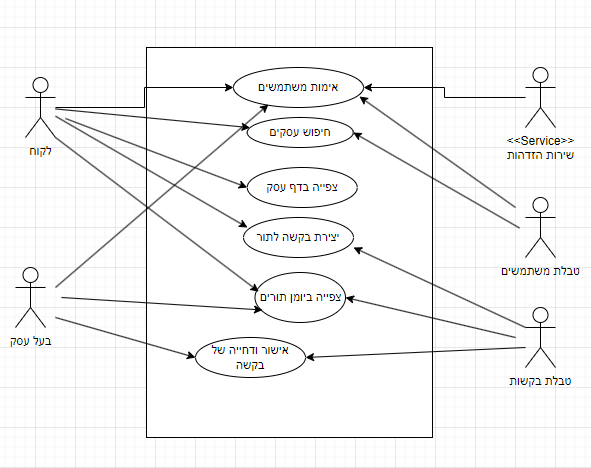 אימות משתמשים
חיפוש עסקים
<<Service>>
שירות הזדהות
לקוח
צפייה בדף עסק
יצירת בקשה לתור
טבלת משתמשים
צפייה ביומן תורים
בעל עסק
אישור ודחייה של
בקשה
טבלת בקשות